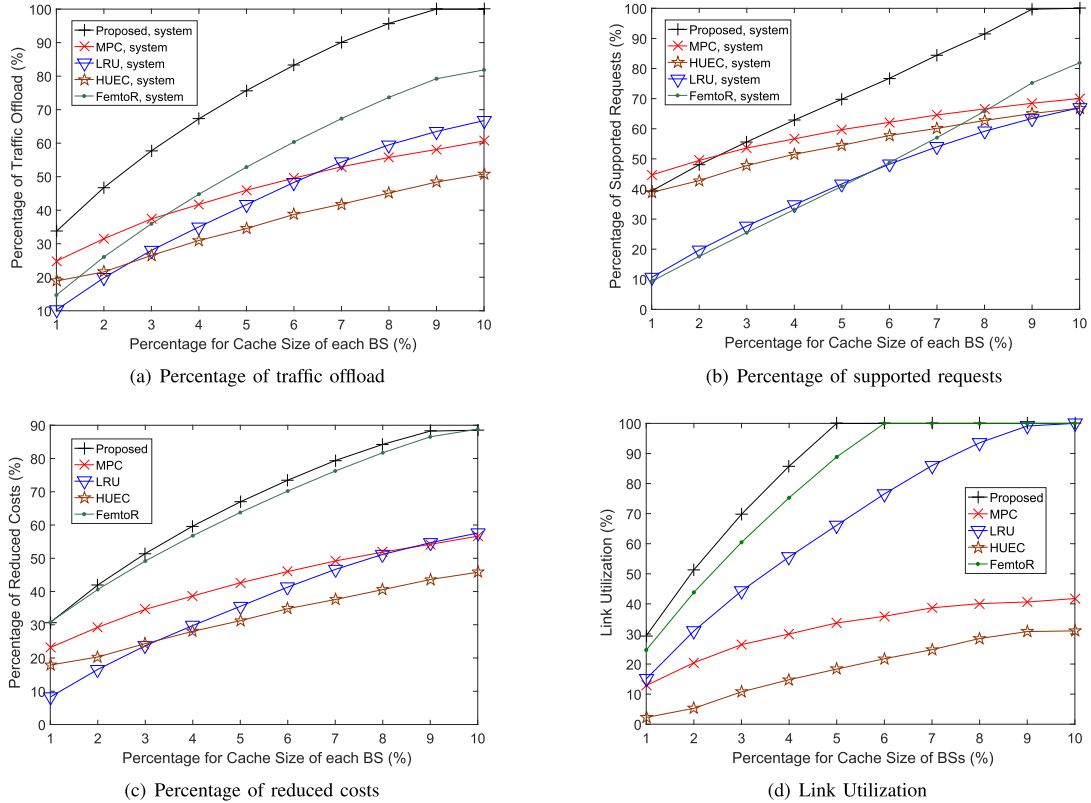 Percentage of Traffic Offload (%)
100
90
80
70
60
50
40
30
20
10
Proposed, system
MPC, system
LRU, system
HUEC, system
FemtoR, system
1 2 3 4 5 6 7 8 9 10
Percentage for Cache Size of each BS (%)
(a) Percentage of traffic offload
Percentage of Supported Requests (%)
100
90
80
70
60
50
40
30
20
10
0
Proposed, system
MPC, system
HUEC, system
LRU, system
FemtoR, system
1 2 3 4 5 6 7 8 9 10
Percentage for Cache Size of each BS (%)
(b) Percentage of supported requests
Percentage of Reduced Costs (%)
90
80
70
60
50
40
30
20
10
0
Proposed
MPC
LRU
HUEC
FemtoR
1 2 3 4 5 6 7 8 9 10
Percentage for Cache Size of each BS (%)
(c) Percentage of reduced costs
Link Utilization (%)
100
90
80
70
60
50
40
30
20
10
0
Proposed
MPC
LRU
HUEC
FemtoR
1 2 3 4 5 6 7 8 9 10
Percentage for Cache Size of BSs (%)
(d) Link Utilization